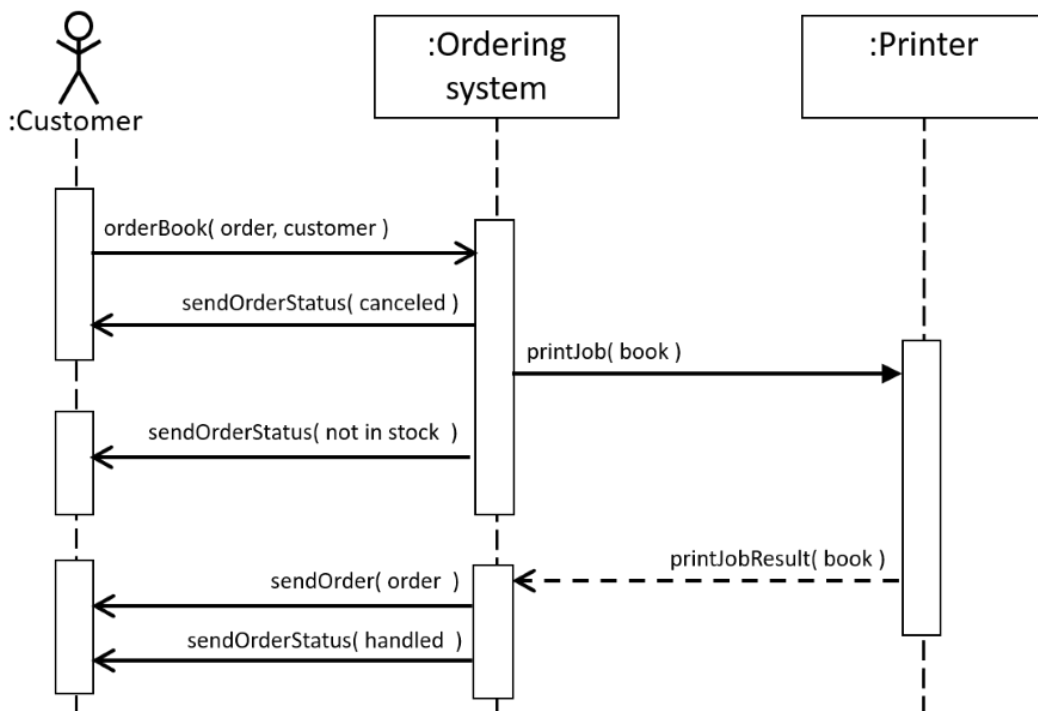 :Ordering
system
:Printer
:Customer
orderBook( order, customer )
sendOrderStatus( canceled )
printJob( book )
sendOrderStatus( not in stock  )
printJobResult( book )
sendOrder( order  )
sendOrderStatus( handled  )